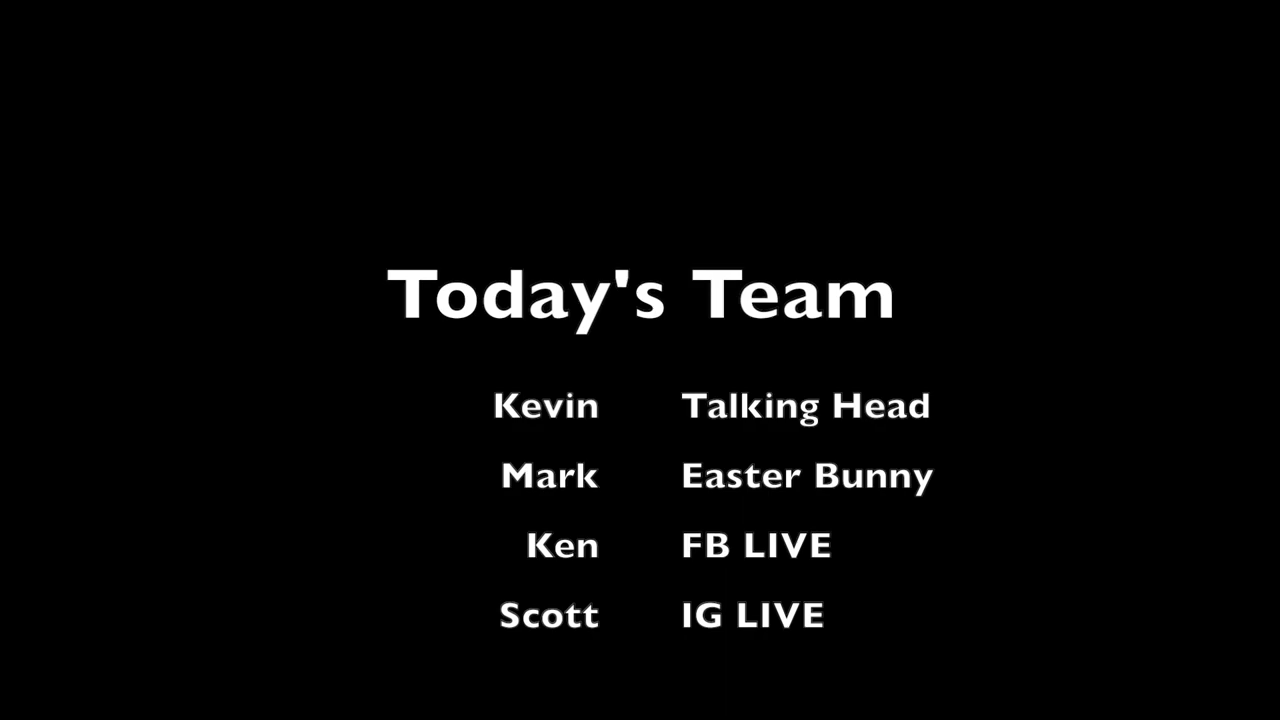 Today's Team
Kevin Talking Head
Mark Easter Bunny
Ken FB LIVE
Scott IG LIVE